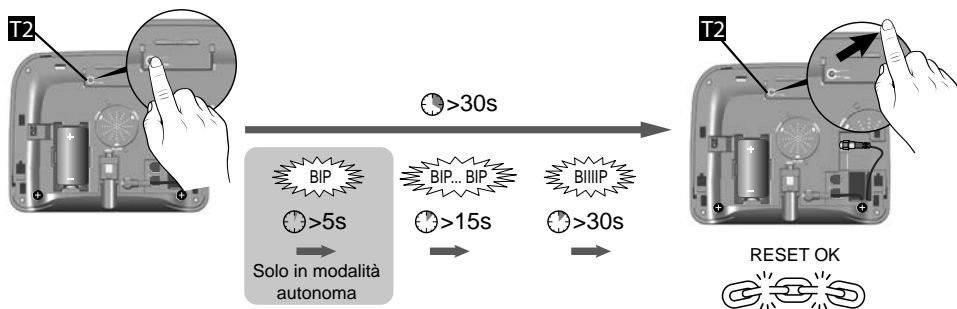 T2
T2
>30s
BIP
BIP... BIP
BIIIIP
>5s
>15s
>30s
Solo in modalità
autonoma
RESET OK